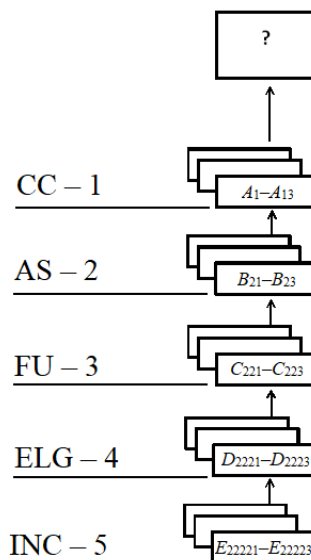 ?
CC – 1
A₁–A₁₃
AS – 2
B₂₁–B₂₃
FU – 3
C₂₂₁–C₂₂₃
ELG – 4
D₂₂₂₁–D₂₂₂₃
INC – 5
E₂₂₂₂₁–E₂₂₂₂₃